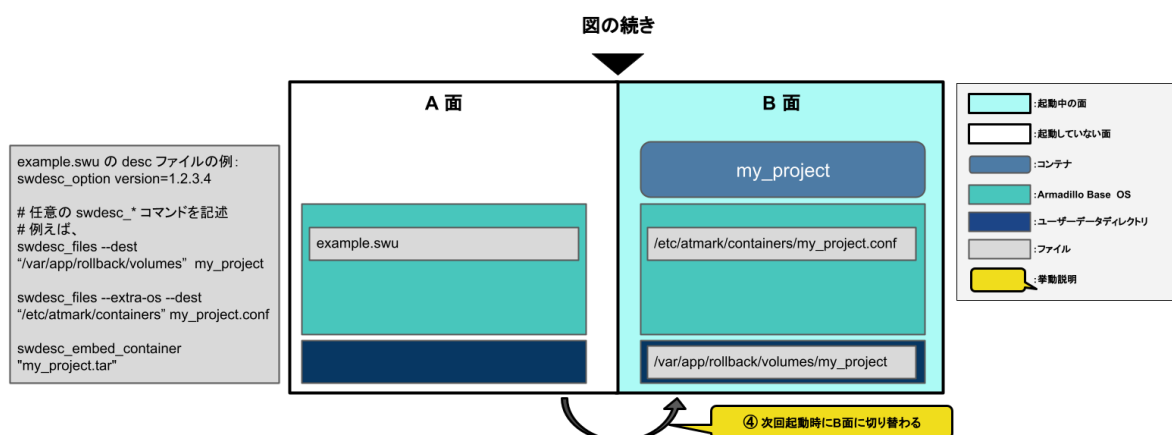 図の続き
A 面
B 面
example.swu の desc ファイルの例:
swdesc_option version=1.2.3.4
# 任意の swdesc_* コマンドを記述
# 例えば、
swdesc_files --dest
“/var/app/rollback/volumes” my_project
swdesc_files --extra-os --dest
“/etc/atmark/containers” my_project.conf
swdesc_embed_container
"my_project.tar"
example.swu
my_project
/etc/atmark/containers/my_project.conf
/var/app/rollback/volumes/my_project
④ 次回起動時にB面に切り替わる
:起動中の面
:起動していない面
:コンテナ
:Armadillo Base OS
:ユーザーデータディレクトリ
:ファイル
:挙動説明